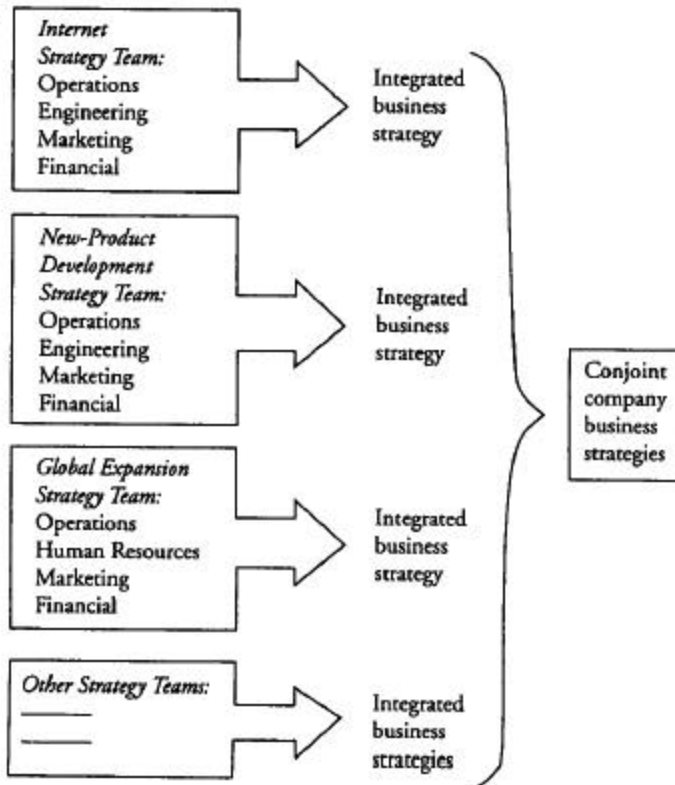 Internet
Strategy Team:
Operations
Engineering
Marketing
Financial
Integrated
business
strategy
New-Product
Development
Strategy Team:
Operations
Engineering
Marketing
Financial
Integrated
business
strategy
Global Expansion
Strategy Team:
Operations
Human Resources
Marketing
Financial
Integrated
business
strategy
Other Strategy Teams:
Integrated
business
strategies
Conjoint
company
business
strategies